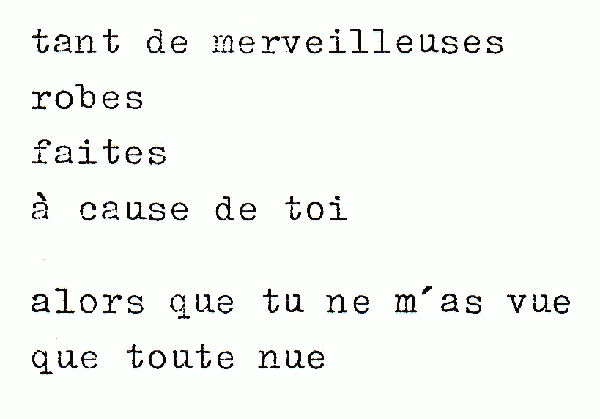 tant de merveilleuses
robes
faites
à cause de toi
alors que tu ne m'as vue
que toute nue